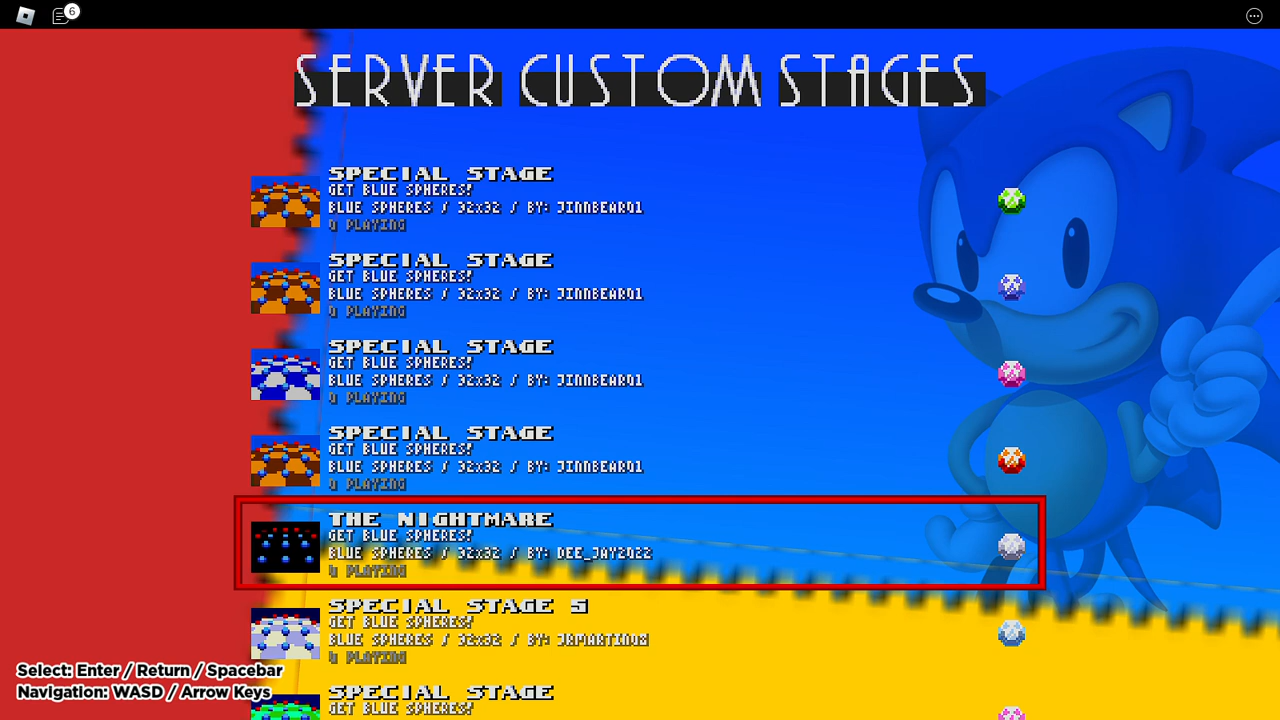 6
SERVER CUSTOM STAGES
SPECIAL STAGE
GET BLUE SPHERES!
BLUE SPHERES / 32x32 / BY: JINNBEAR01
0 PLAYING
SPECIAL STAGE
GET BLUE SPHERES!
BLUE SPHERES / 32x32 / BY: JINNBEAR01
0 PLAYING
SPECIAL STAGE
GET BLUE SPHERES!
BLUE SPHERES / 32x32 / BY: JINNBEAR01
0 PLAYING
SPECIAL STAGE
GET BLUE SPHERES!
BLUE SPHERES / 32x32 / BY: JINNBEAR01
0 PLAYING
THE NIGHTMARE
GET BLUE SPHERES!
BLUE SPHERES / 32x32 / BY: DEE_JAY2022
0 PLAYING
SPECIAL STAGE 5
GET BLUE SPHERES!
BLUE SPHERES / 32x32 / BY:
0 PLAYING
SPECIAL STAGE
GET BLUE SPHERES!
Select: Enter / Return / Spacebar
Navigation: WASD / Arrow Keys